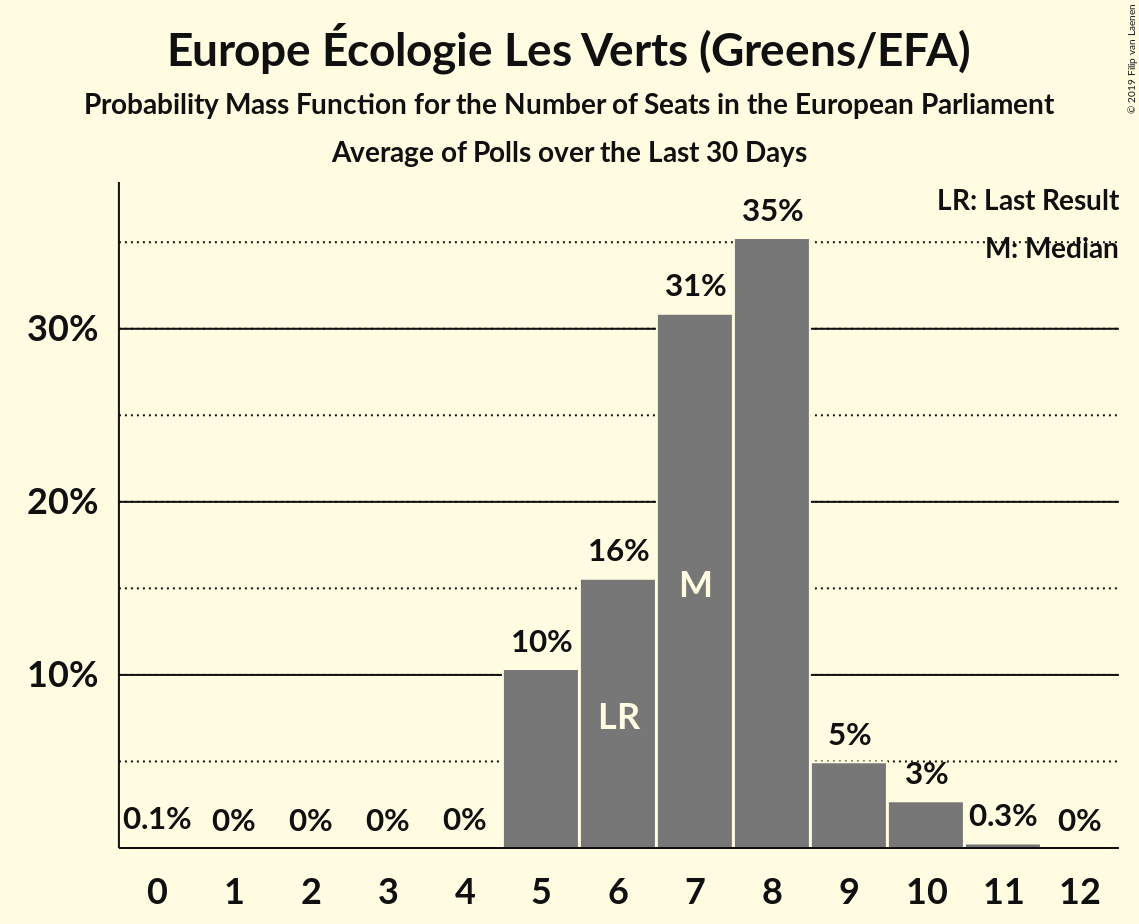 Europe Écologie Les Verts (Greens/EFA)
Probability Mass Function for the Number of Seats in the European Parliament
Average of Polls over the Last 30 Days
© 2019 Filip van Laenen
LR: Last Result
M: Median
35%
31%
30%
20%
16%
M
10%
10%
LR
5%
3%
0.1% 0% 0% 0% 0% 0.3% 0%
0 1 2 3 4 5 6 7 8 9 10 11 12